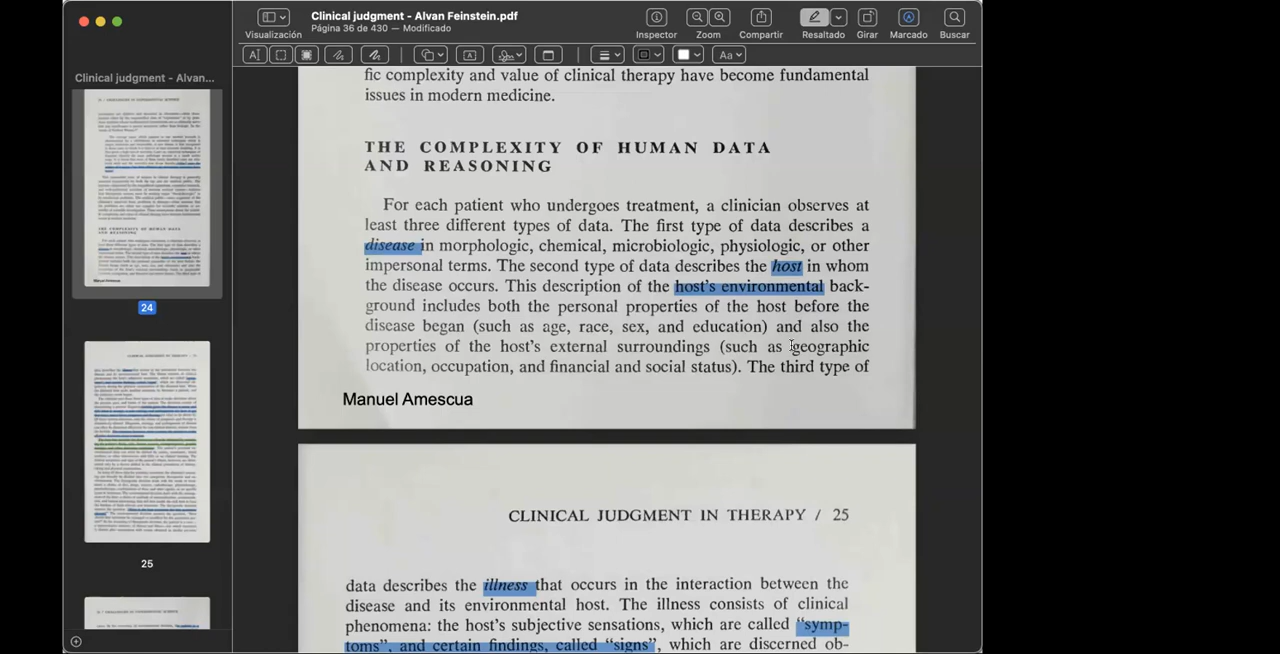 Clinical judgment - Alvan Feinstein.pdf
Página 36 de 430 — Modificado
Visualización
Inspector
Zoom
Compartir
Resaltado
Girar
Marcado
Buscar
Aa
Clinical judgment - Alvan...
24
25
fic complexity and value of clinical therapy have become fundamental
issues in modern medicine.
THE COMPLEXITY OF HUMAN DATA
AND REASONING
For each patient who undergoes treatment, a clinician observes at
least three different types of data. The first type of data describes a
disease in morphologic, chemical, microbiologic, physiologic, or other
impersonal terms. The second type of data describes the host in whom
the disease occurs. This description of the host's environmental back-
ground includes both the personal properties of the host before the
disease began (such as age, race, sex, and education) and also the
properties of the host's external surroundings (such as geographic
location, occupation, and financial and social status). The third type of
Manuel Amescua
CLINICAL JUDGMENT IN THERAPY / 25
data describes the illness that occurs in the interaction between the
disease and its environmental host. The illness consists of clinical
phenomena: the host's subjective sensations, which are called "symp-
toms", and certain findings, called "signs", which are discerned ob-